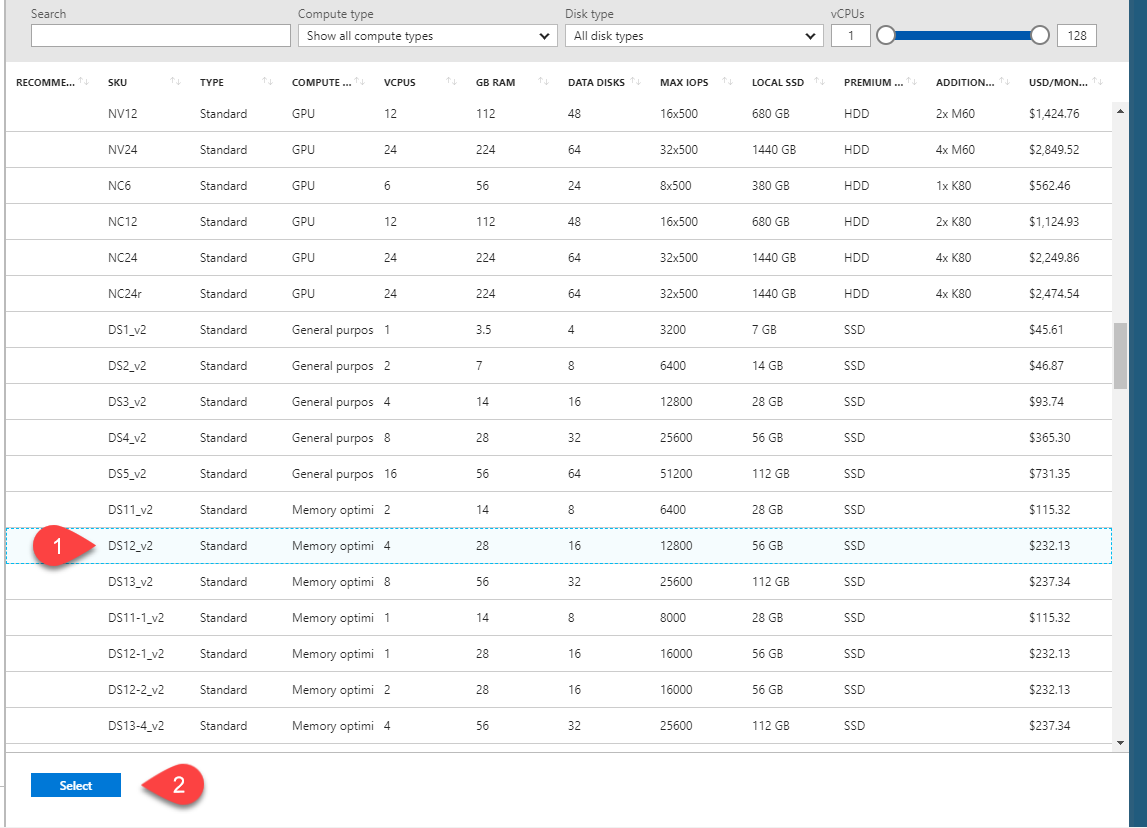 Search Compute type Disk type vCPUs
Show all compute types All disk types 1 128
RECOMME... SKU TYPE COMPUTE ... VCPUS GB RAM DATA DISKS MAX IOPS LOCAL SSD PREMIUM ... ADDITION... USD/MON...
NV12 Standard GPU 12 112 48 16x500 680 GB HDD 2x M60 $1,424.76
NV24 Standard GPU 24 224 64 32x500 1440 GB HDD 4x M60 $2,849.52
NC6 Standard GPU 6 56 24 8x500 380 GB HDD 1x K80 $562.46
NC12 Standard GPU 12 112 48 16x500 680 GB HDD 2x K80 $1,124.93
NC24 Standard GPU 24 224 64 32x500 1440 GB HDD 4x K80 $2,249.86
NC24r Standard GPU 24 224 64 32x500 1440 GB HDD 4x K80 $2,474.54
DS1_v2 Standard General purpos 1 3.5 4 3200 7 GB SSD $45.61
DS2_v2 Standard General purpos 2 7 8 6400 14 GB SSD $46.87
DS3_v2 Standard General purpos 4 14 16 12800 28 GB SSD $93.74
DS4_v2 Standard General purpos 8 28 32 25600 56 GB SSD $365.30
DS5_v2 Standard General purpos 16 56 64 51200 112 GB SSD $731.35
DS11_v2 Standard Memory optimi 2 14 8 6400 28 GB SSD $115.32
1 DS12_v2 Standard Memory optimi 4 28 16 12800 56 GB SSD $232.13
DS13_v2 Standard Memory optimi 8 56 32 25600 112 GB SSD $237.34
DS11-1_v2 Standard Memory optimi 1 14 8 8000 28 GB SSD $115.32
DS12-1_v2 Standard Memory optimi 1 28 16 16000 56 GB SSD $232.13
DS12-2_v2 Standard Memory optimi 2 28 16 16000 56 GB SSD $232.13
DS13-4_v2 Standard Memory optimi 4 56 32 25600 112 GB SSD $237.34
Select 2